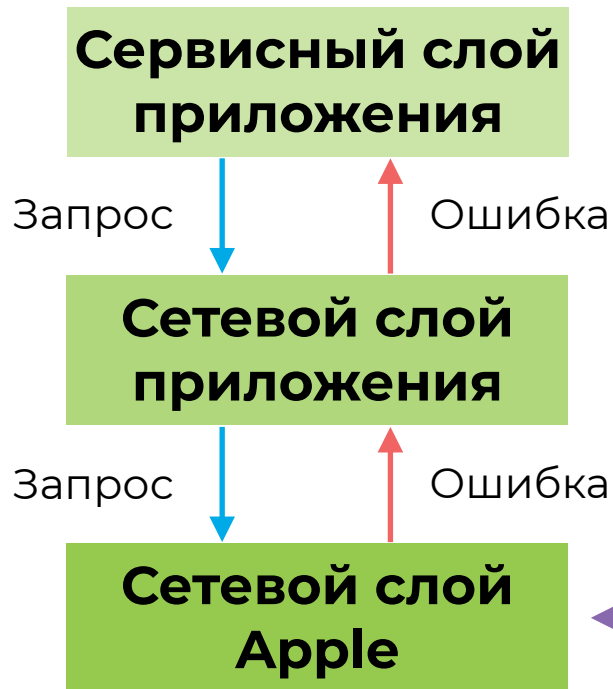 Сервисный слой
приложения
Запрос
Ошибка
Сетевой слой
приложения
Запрос
Ошибка
Сетевой слой
Apple